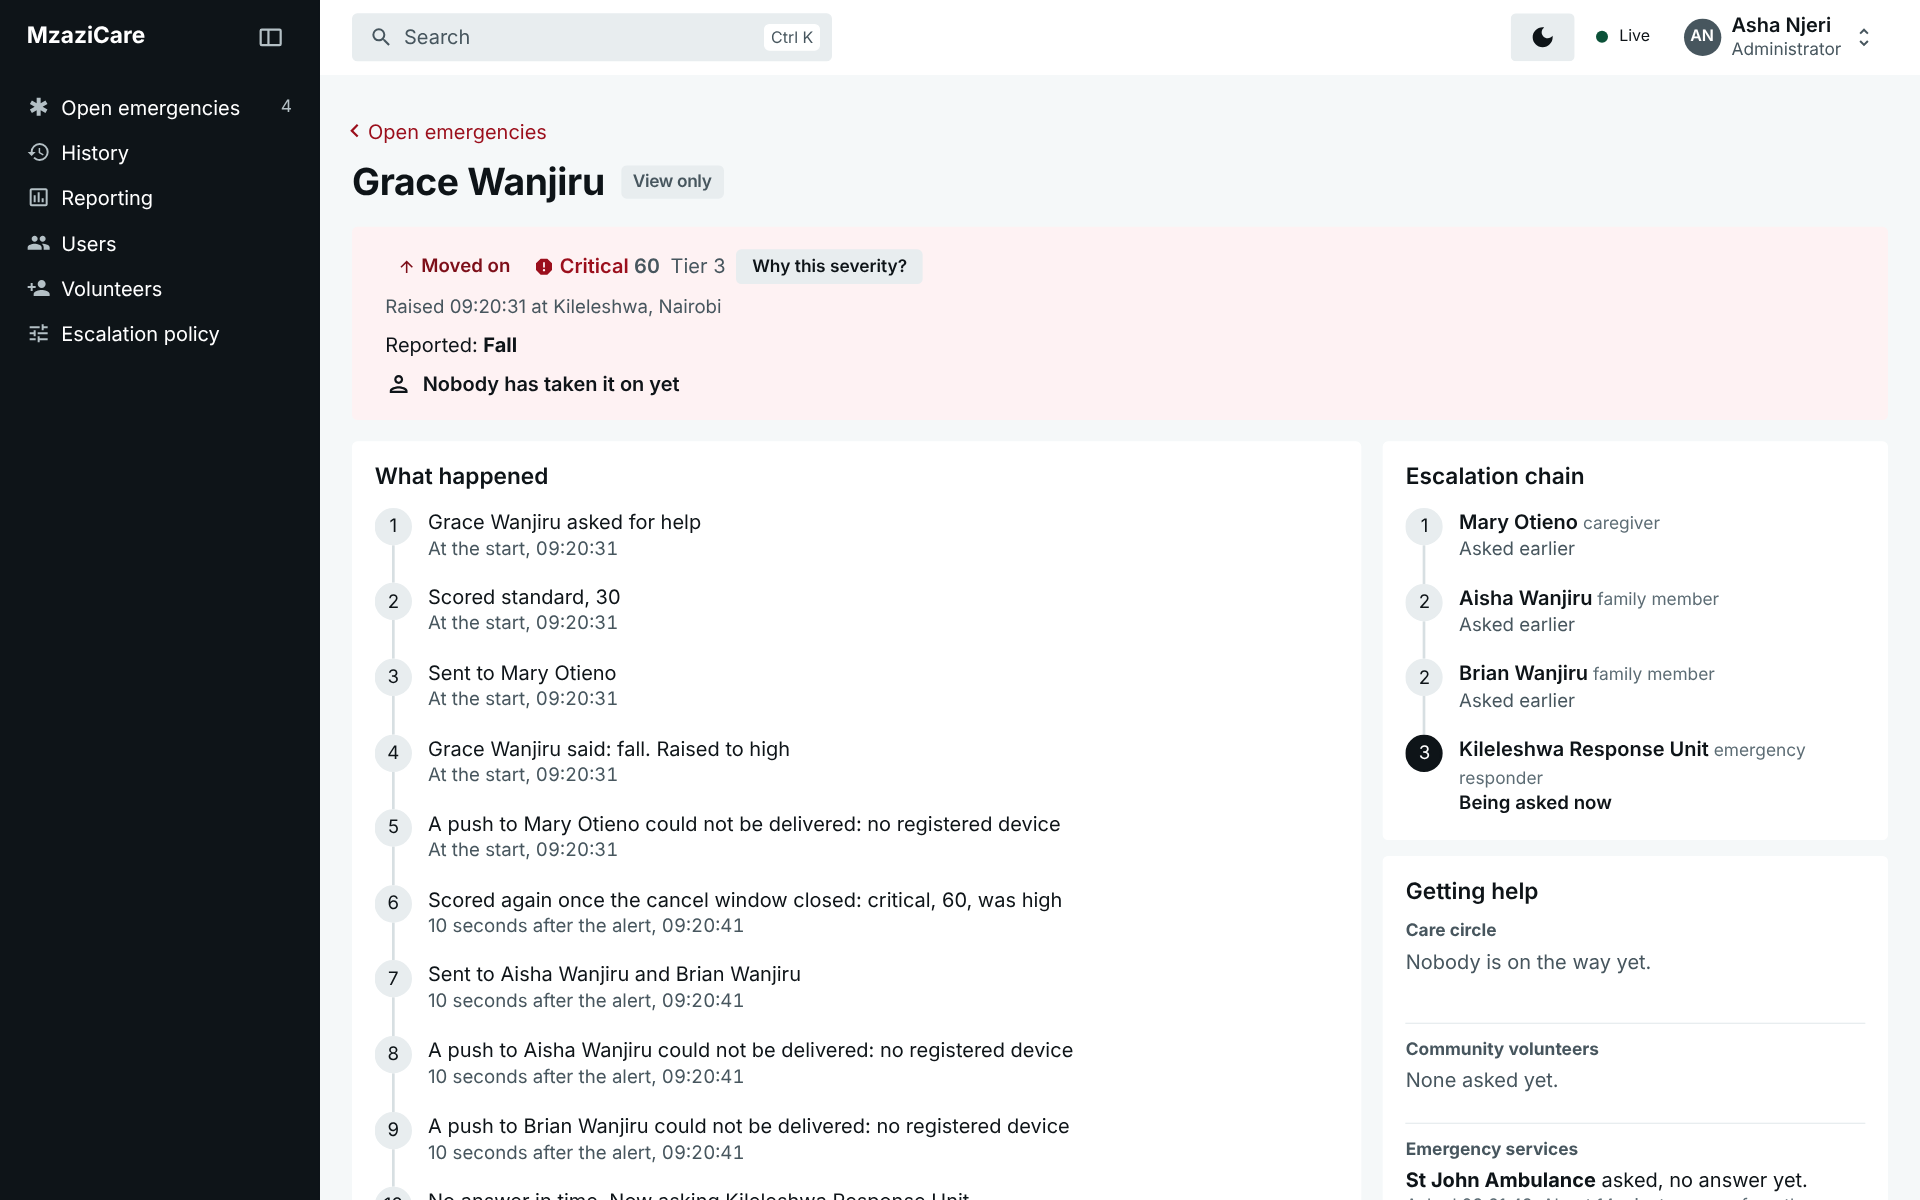 MzaziCare
Search
Ctrl K
Live
AN
Asha Njeri
Administrator
Open emergencies 4
History
Reporting
Users
Volunteers
Escalation policy
Open emergencies
Grace Wanjiru
View only
Moved on
Critical 60 Tier 3
Why this severity?
Raised 09:20:31 at Kileleshwa, Nairobi
Reported: Fall
Nobody has taken it on yet
What happened
1 Grace Wanjiru asked for help
At the start, 09:20:31
2 Scored standard, 30
At the start, 09:20:31
3 Sent to Mary Otieno
At the start, 09:20:31
4 Grace Wanjiru said: fall. Raised to high
At the start, 09:20:31
5 A push to Mary Otieno could not be delivered: no registered device
At the start, 09:20:31
6 Scored again once the cancel window closed: critical, 60, was high
10 seconds after the alert, 09:20:41
7 Sent to Aisha Wanjiru and Brian Wanjiru
10 seconds after the alert, 09:20:41
8 A push to Aisha Wanjiru could not be delivered: no registered device
10 seconds after the alert, 09:20:41
9 A push to Brian Wanjiru could not be delivered: no registered device
10 seconds after the alert, 09:20:41
10 No answer in time. Now asking Kileleshwa Response Unit
Escalation chain
1 Mary Otieno caregiver
Asked earlier
2 Aisha Wanjiru family member
Asked earlier
2 Brian Wanjiru family member
Asked earlier
3 Kileleshwa Response Unit emergency
responder
Being asked now
Getting help
Care circle
Nobody is on the way yet.
Community volunteers
None asked yet.
Emergency services
St John Ambulance asked, no answer yet.